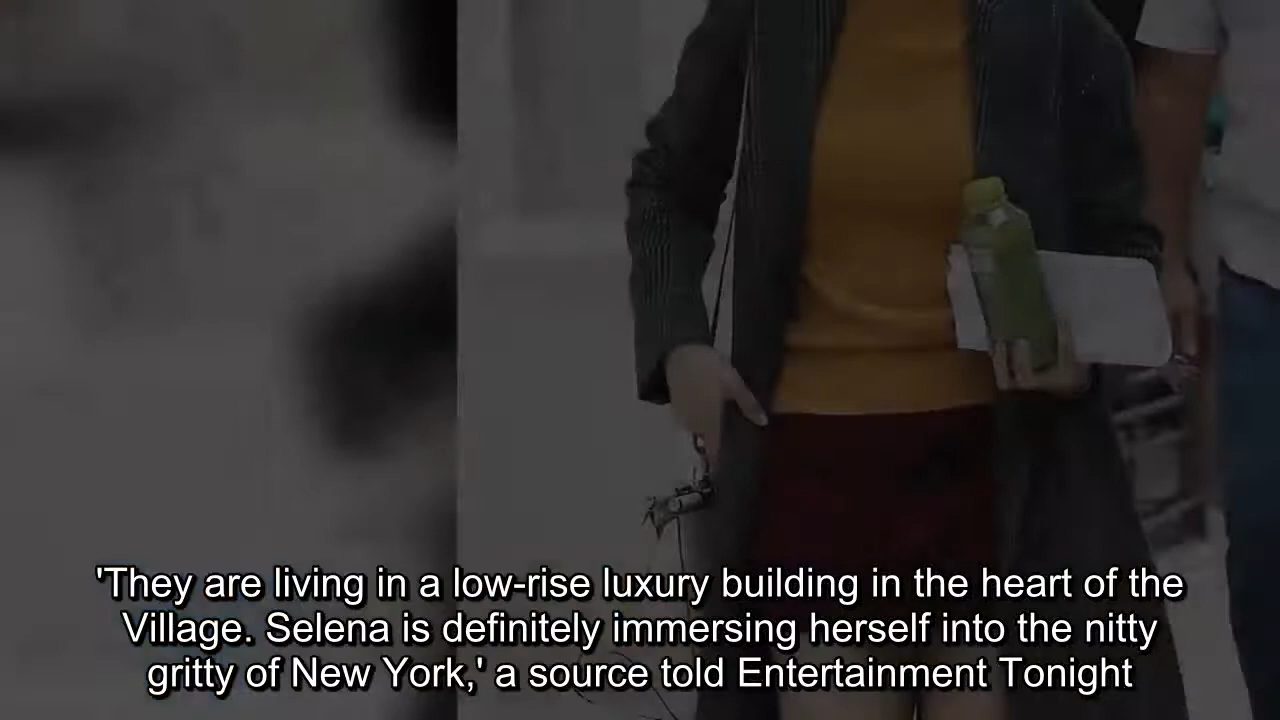 'They are living in a low-rise luxury building in the heart of the
Village. Selena is definitely immersing herself into the nitty
gritty of New York,' a source told Entertainment Tonight